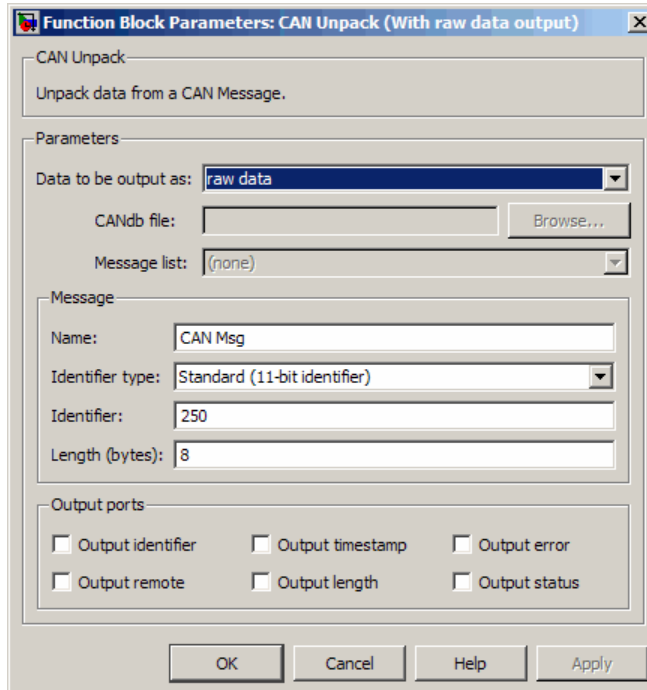 Function Block Parameters: CAN Unpack (With raw data output)
CAN Unpack
Unpack data from a CAN Message.
Parameters
Data to be output as: raw data
CANdb file: Browse...
Message list: (none)
Message
Name: CAN Msg
Identifier type: Standard (11-bit identifier)
Identifier: 250
Length (bytes): 8
Output ports
Output identifier Output timestamp Output error
Output remote Output length Output status
OK Cancel Help Apply